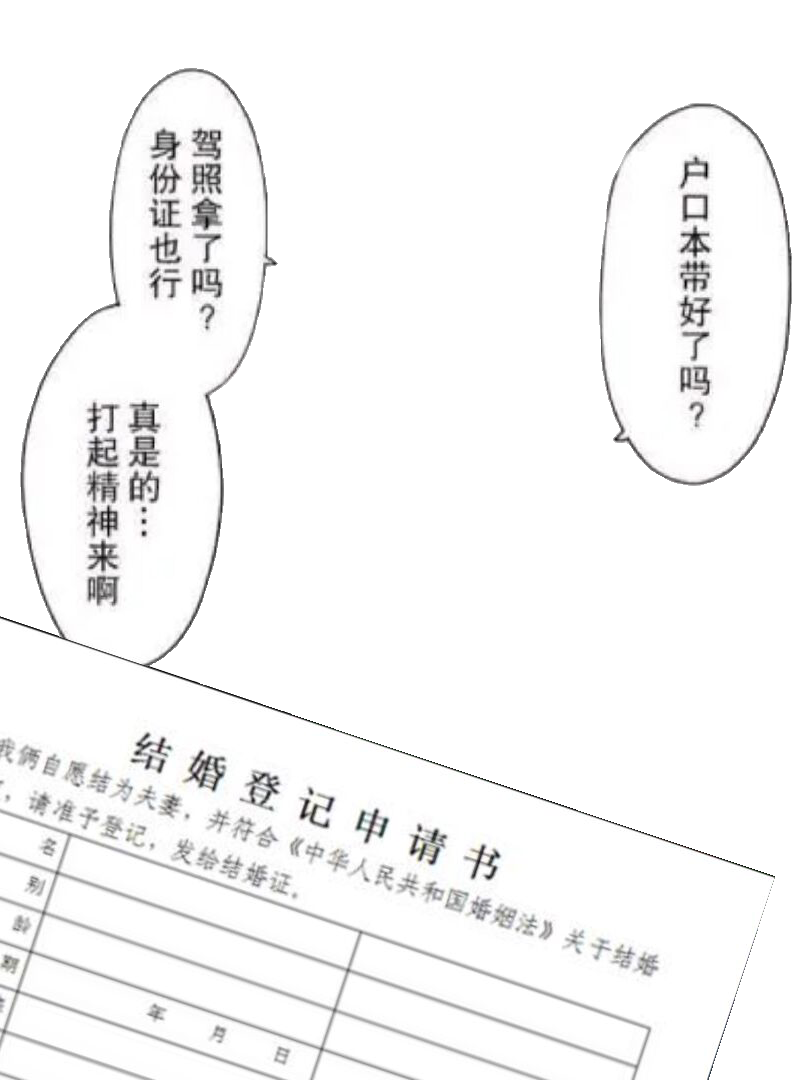 户口本带好了吗？
驾照拿了吗？
身份证也行
真是的…
打起精神来啊
结婚登记申请书
我俩自愿结为夫妻，并符合《中华人民共和国婚姻法》关于结婚
，请准予登记，发给结婚证。
名
别
龄
期
年 月 日